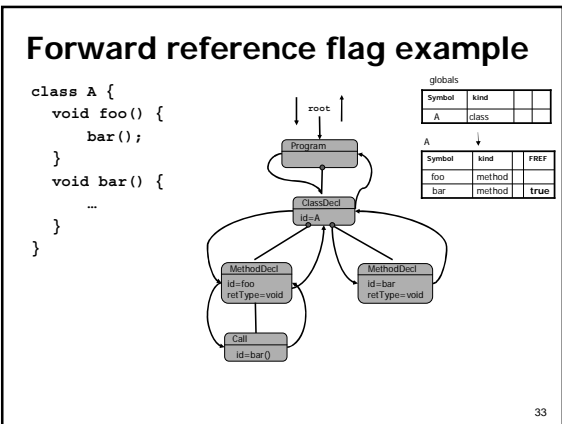 Forward reference flag example
class A {
void foo() {
bar();
}
void bar() {
…
}
}
root
Program
ClassDecl
id=A
MethodDecl
id=foo
retType=void
MethodDecl
id=bar
retType=void
Call
id=bar()
globals
Symbol kind
A class
A
Symbol kind FREF
foo method
bar method true
33